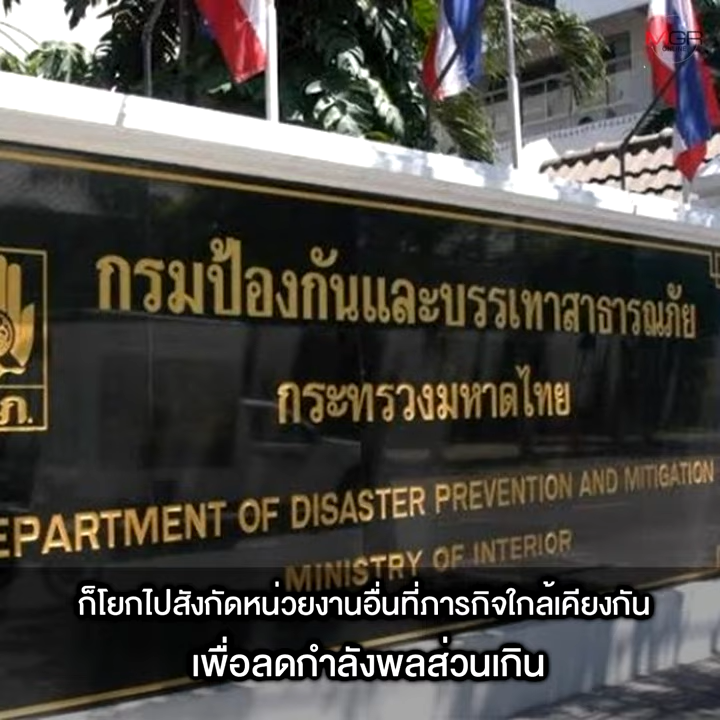 MGR
กรมป้องกันและบรรเทาสาธารณภัย
กระทรวงมหาดไทย
EPARTMENT OF DISASTER PREVENTION AND MITIGATION
MINISTRY OF INTERIOR
ก็โยกไปสังกัดหน่วยงานอื่นที่ภารกิจใกล้เคียงกัน
เพื่อลดกำลังพลส่วนเกิน